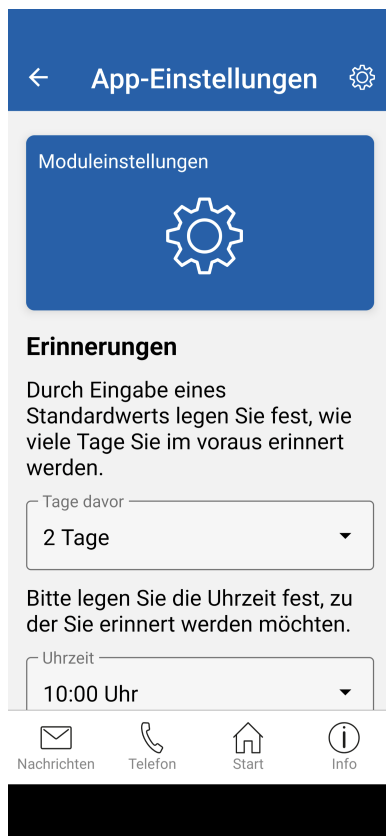 App-Einstellungen
Moduleinstellungen
Erinnerungen
Durch Eingabe eines
Standardwerts legen Sie fest, wie
viele Tage Sie im voraus erinnert
werden.
Tage davor
2 Tage
Bitte legen Sie die Uhrzeit fest, zu
der Sie erinnert werden möchten.
Uhrzeit
10:00 Uhr
Nachrichten Telefon Start Info